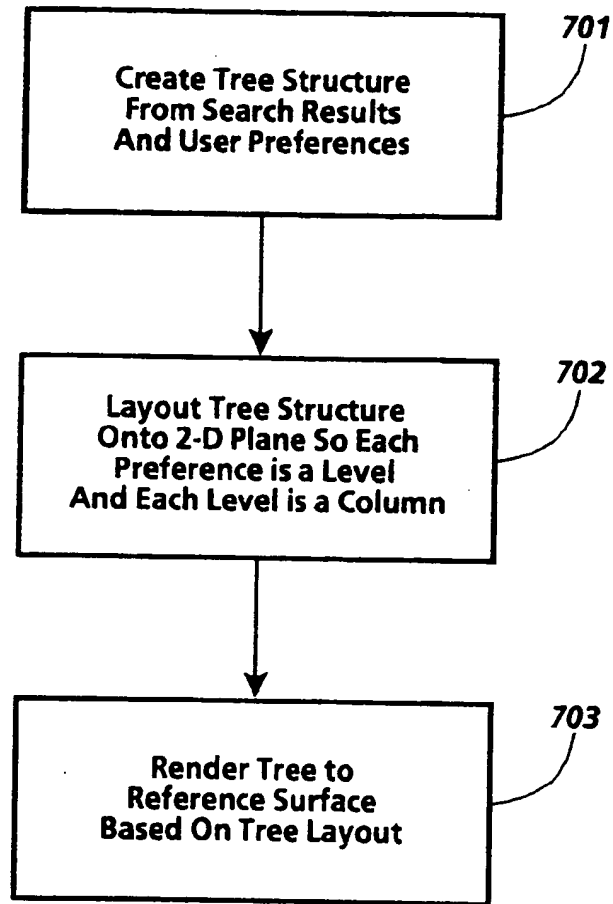 701
Create Tree Structure
From Search Results
And User Preferences
702
Layout Tree Structure
Onto 2-D Plane So Each
Preference is a Level
And Each Level is a Column
703
Render Tree to
Reference Surface
Based On Tree Layout